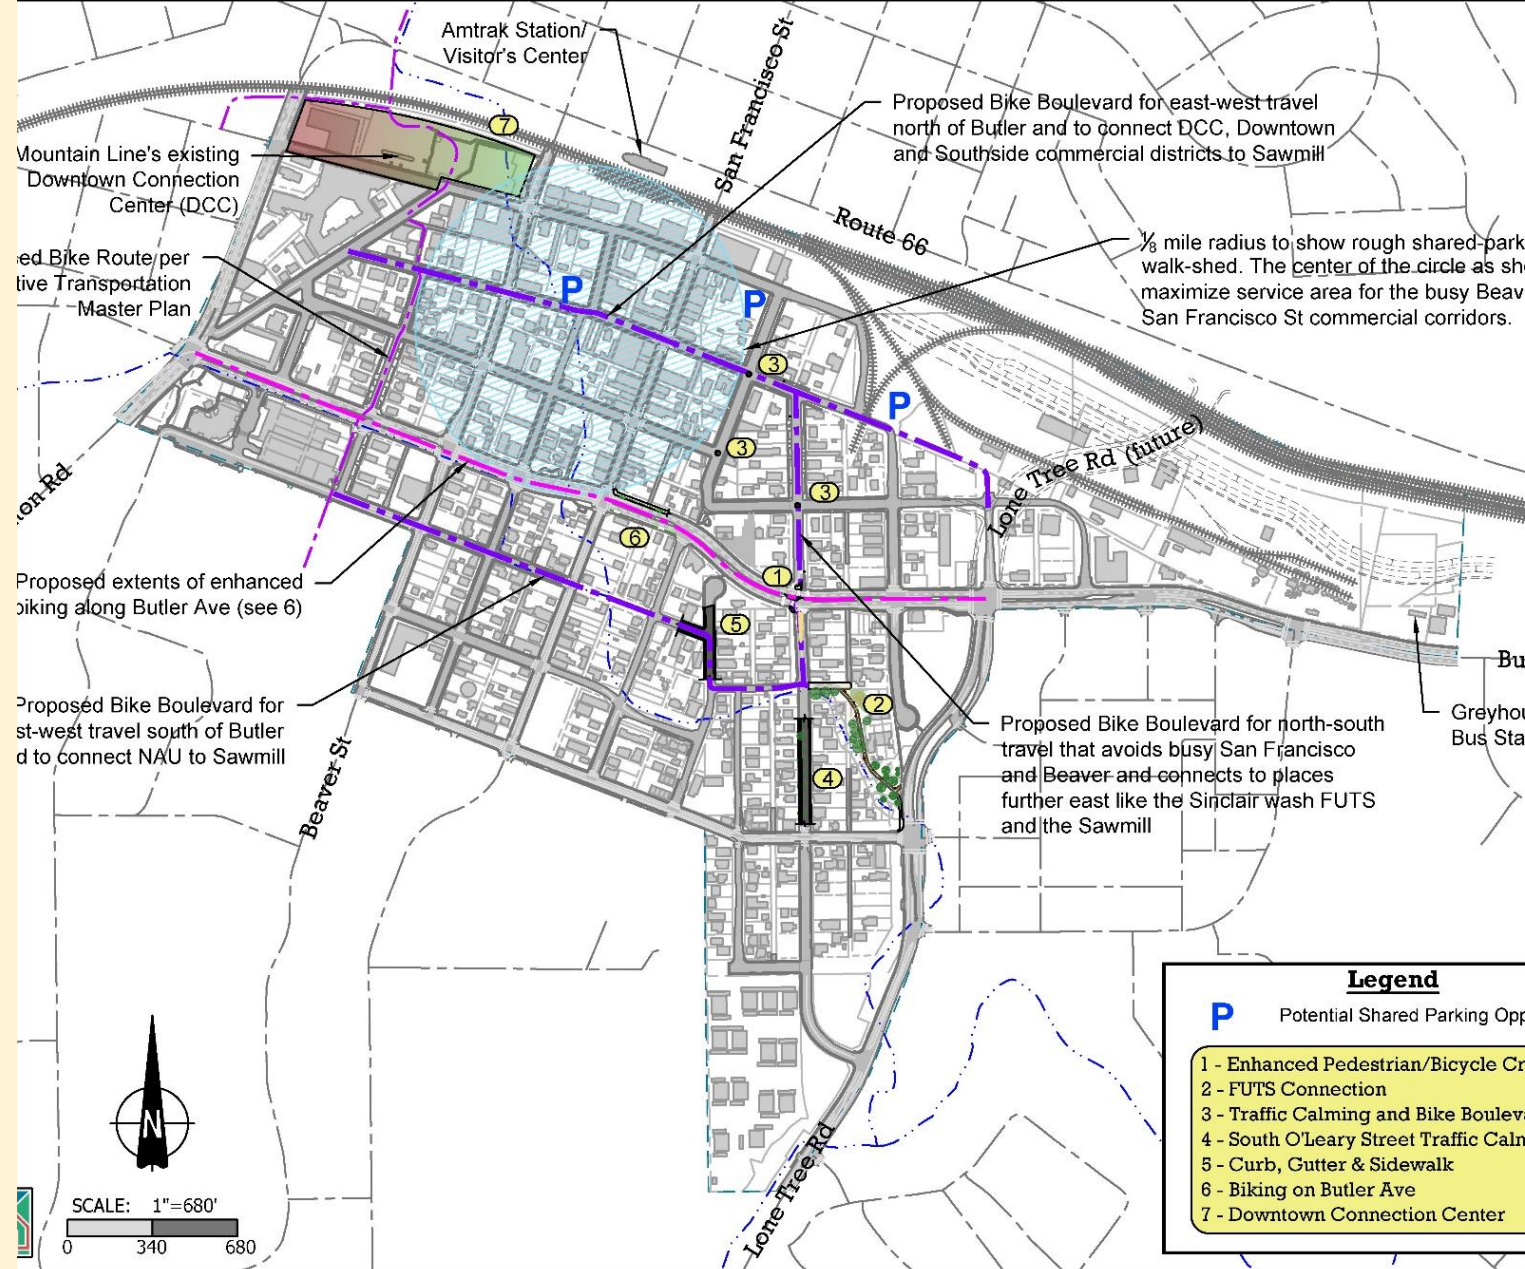 Amtrak Station/
Visitor's Center
San Francisco St
Proposed Bike Boulevard for east-west travel
north of Butler and to connect DCC, Downtown
and Southside commercial districts to Sawmill
7
Mountain Line's existing
Downtown Connection
Center (DCC)
Route 66
⅛ mile radius to show rough shared-park
walk-shed. The center of the circle as sh
maximize service area for the busy Beav
San Francisco St commercial corridors.
ed Bike Route per
tive Transportation
Master Plan
P
P
3
P
3
3
Lone Tree Rd (future)
on Rd
6
1
Proposed extents of enhanced
biking along Butler Ave (see 6)
5
Bu
Proposed Bike Boulevard for
st-west travel south of Butler
d to connect NAU to Sawmill
2
4
Proposed Bike Boulevard for north-south
travel that avoids busy San Francisco
and Beaver and connects to places
further east like the Sinclair wash FUTS
and the Sawmill
Greyhou
Bus Sta
Beaver St
Lone Tree Rd
N
SCALE: 1"=680'
0 340 680
Legend
P Potential Shared Parking Opp
1 - Enhanced Pedestrian/Bicycle Cr
2 - FUTS Connection
3 - Traffic Calming and Bike Bouleva
4 - South O'Leary Street Traffic Caln
5 - Curb, Gutter & Sidewalk
6 - Biking on Butler Ave
7 - Downtown Connection Center